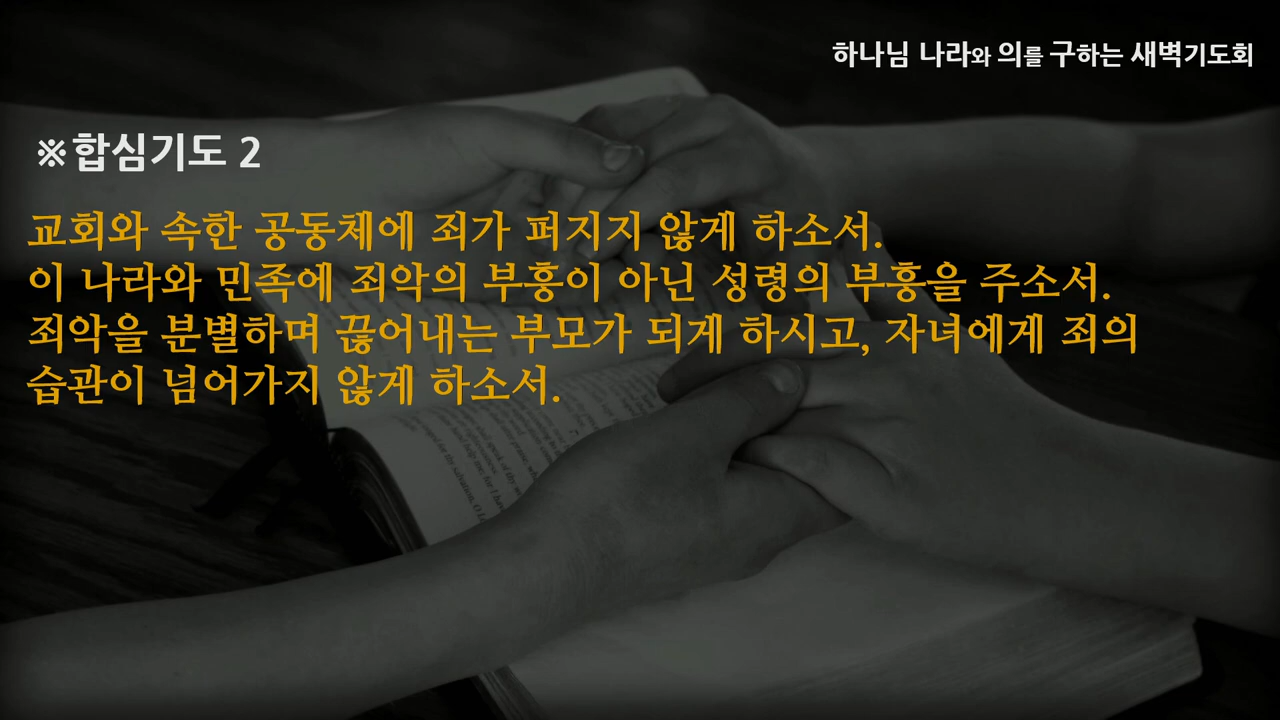 하나님 나라와 의를 구하는 새벽기도회
※합심기도 2
교회와 속한 공동체에 죄가 퍼지지 않게 하소서.
이 나라와 민족에 죄악의 부흥이 아닌 성령의 부흥을 주소서.
죄악을 분별하며 끊어내는 부모가 되게 하시고, 자녀에게 죄의
습관이 넘어가지 않게 하소서.